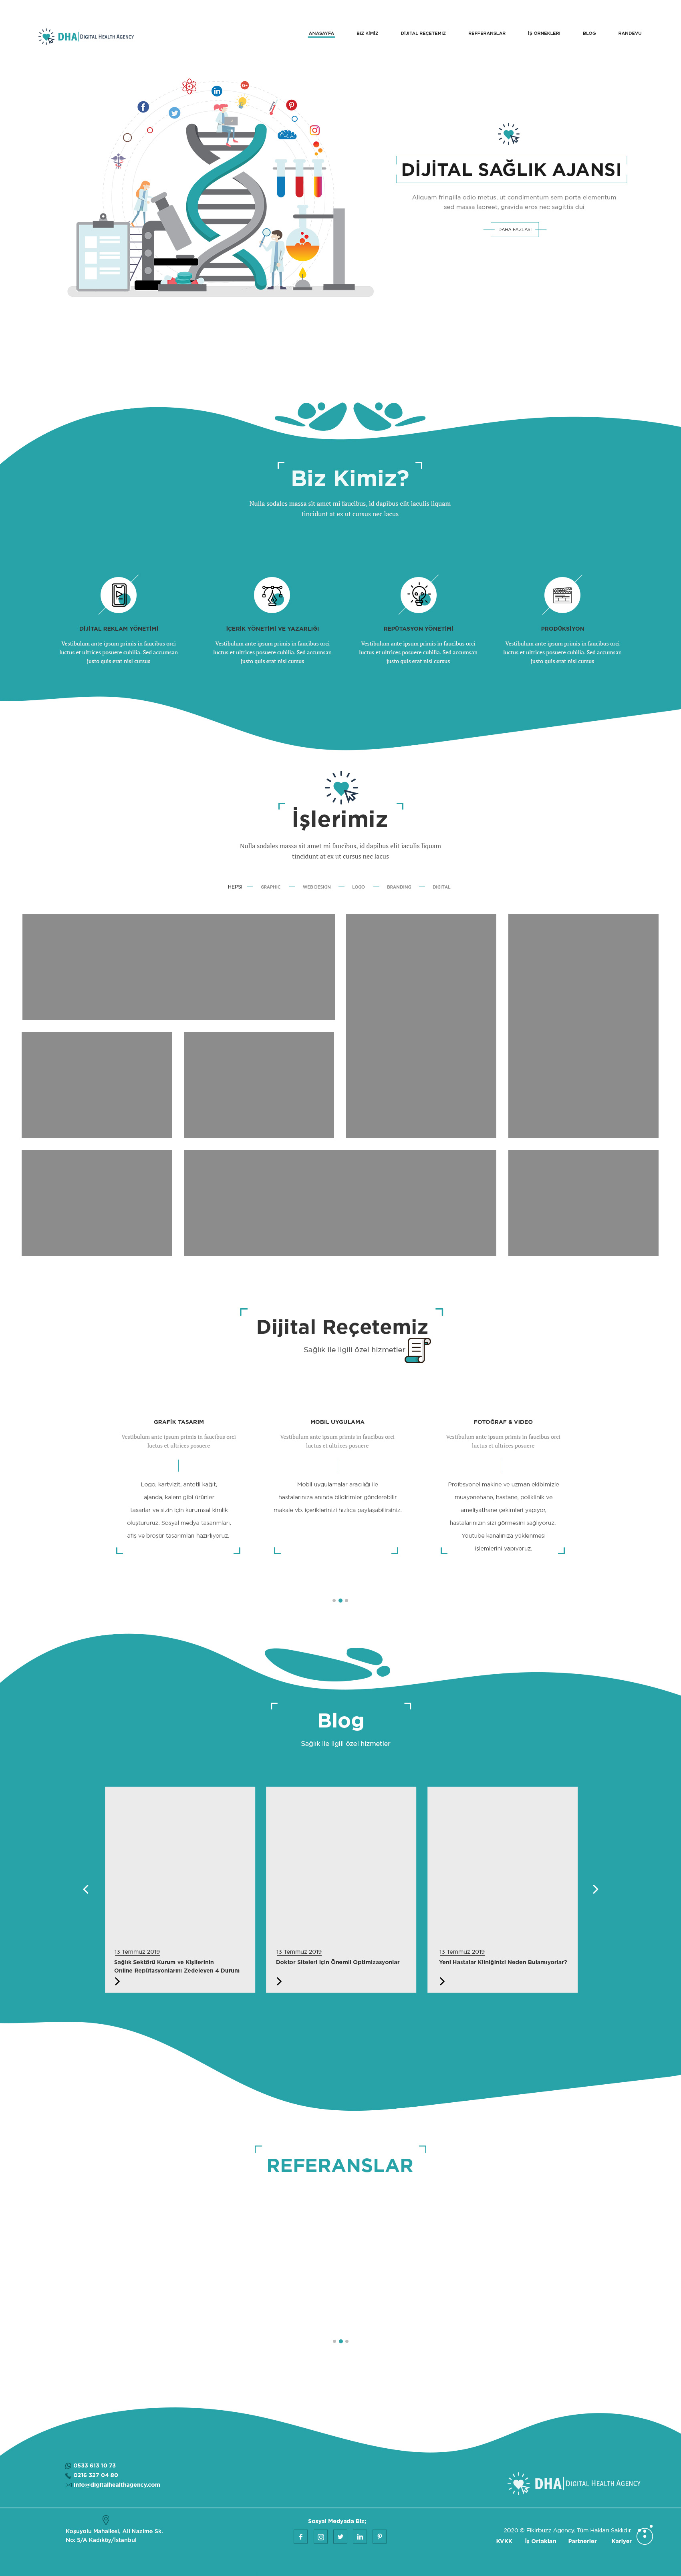 DHA DIGITAL HEALTH AGENCY
ANASAYFA BIZ KİMİZ DİJITAL REÇETEMIZ REFFERANSLAR İŞ ÖRNEKLERI BLOG RANDEVU
DİJİTAL SAĞLIK AJANSI
Aliquam fringilla odio metus, ut condimentum sem porta elementum
sed massa laoreet, gravida eros nec sagittis dui
DAHA FAZLASI
Biz Kimiz?
Nulla sodales massa sit amet mi faucibus, id dapibus elit iaculis liquam
tincidunt at ex ut cursus nec lacus
DİJİTAL REKLAM YÖNETİMİ
Vestibulum ante ipsum primis in faucibus orci
luctus et ultrices posuere cubilla. Sed accumsan
justo quis erat nisl cursus
İÇERİK YÖNETİMİ VE YAZARLIĞI
Vestibulum ante ipsum primis in faucibus orci
luctus et ultrices posuere cubilla. Sed accumsan
justo quis erat nisl cursus
REPÜTASYON YÖNETİMİ
Vestibulum ante ipsum primis in faucibus orci
luctus et ultrices posuere cubilla. Sed accumsan
justo quis erat nisl cursus
PRODÜKSİYON
Vestibulum ante ipsum primis in faucibus orci
luctus et ultrices posuere cubilla. Sed accumsan
justo quis erat nisl cursus
İşlerimiz
Nulla sodales massa sit amet mi faucibus, id dapibus elit iaculis liquam
tincidunt at ex ut cursus nec lacus
HEPSI GRAPHIC WEB DESIGN LOGO BRANDING DIGITAL
Dijital Reçetemiz
Sağlık ile ilgili özel hizmetler
GRAFİK TASARIM
Vestibulum ante ipsum primis in faucibus orci
luctus et ultrices posuere
Logo, kartvizit, antetli kağıt,
ajanda, kalem gibi ürünler
tasarlar ve sizin için kurumsal kimlik
oluştururuz. Sosyal medya tasarımları,
afiş ve broşür tasarımları hazırlıyoruz.
MOBIL UYGULAMA
Vestibulum ante ipsum primis in faucibus orci
luctus et ultrices posuere
Mobil uygulamalar aracılığı ile
hastalarınıza anında bildirimler gönderebilir
makale vb. içeriklerinizi hızlıca paylaşabilirsiniz.
FOTOĞRAF & VIDEO
Vestibulum ante ipsum primis in faucibus orci
luctus et ultrices posuere
Profesyonel makine ve uzman ekibimizle
muayenehane, hastane, poliklinik ve
ameliyathane çekimleri yapıyor,
hastalarınızın sizi görmesini sağlıyoruz.
Youtube kanalınıza yüklenmesi
işlemlerini yapıyoruz.
Blog
Sağlık ile ilgili özel hizmetler
13 Temmuz 2019
Sağlık Sektörü Kurum ve Kişilerinin
Online Repütasyonlarını Zedeleyen 4 Durum
13 Temmuz 2019
Doktor Siteleri için Önemli Optimizasyonlar
13 Temmuz 2019
Yeni Hastalar Kliniğinizi Neden Bulamıyorlar?
REFERANSLAR
0533 613 10 73
0216 327 04 80
info@digitalhealthagency.com
DHA DIGITAL HEALTH AGENCY
Koşuyolu Mahallesi, Ali Nazime Sk.
No: 5/A Kadıköy/İstanbul
Sosyal Medyada Biz;
2020 © Fikirbuzz Agency. Tüm Hakları Saklıdır.
KVKK İş Ortakları Partnerler Kariyer